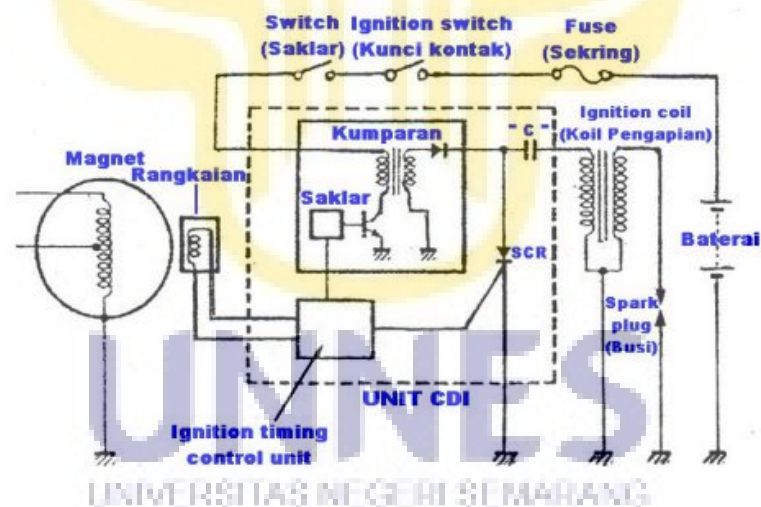 Switch
(Saklar)
Ignition switch
(Kunci kontak)
Fuse
(Sekring)
Magnet
Rangkaian
Kumparan
Saklar
- C -
Ignition coil
(Koil Pengapian)
SCR
Baterai
Spark
plug
(Busi)
UNIT CDI
Ignition timing
control unit
UNNES
UNIVERSITAS NEGERI SEMARANG